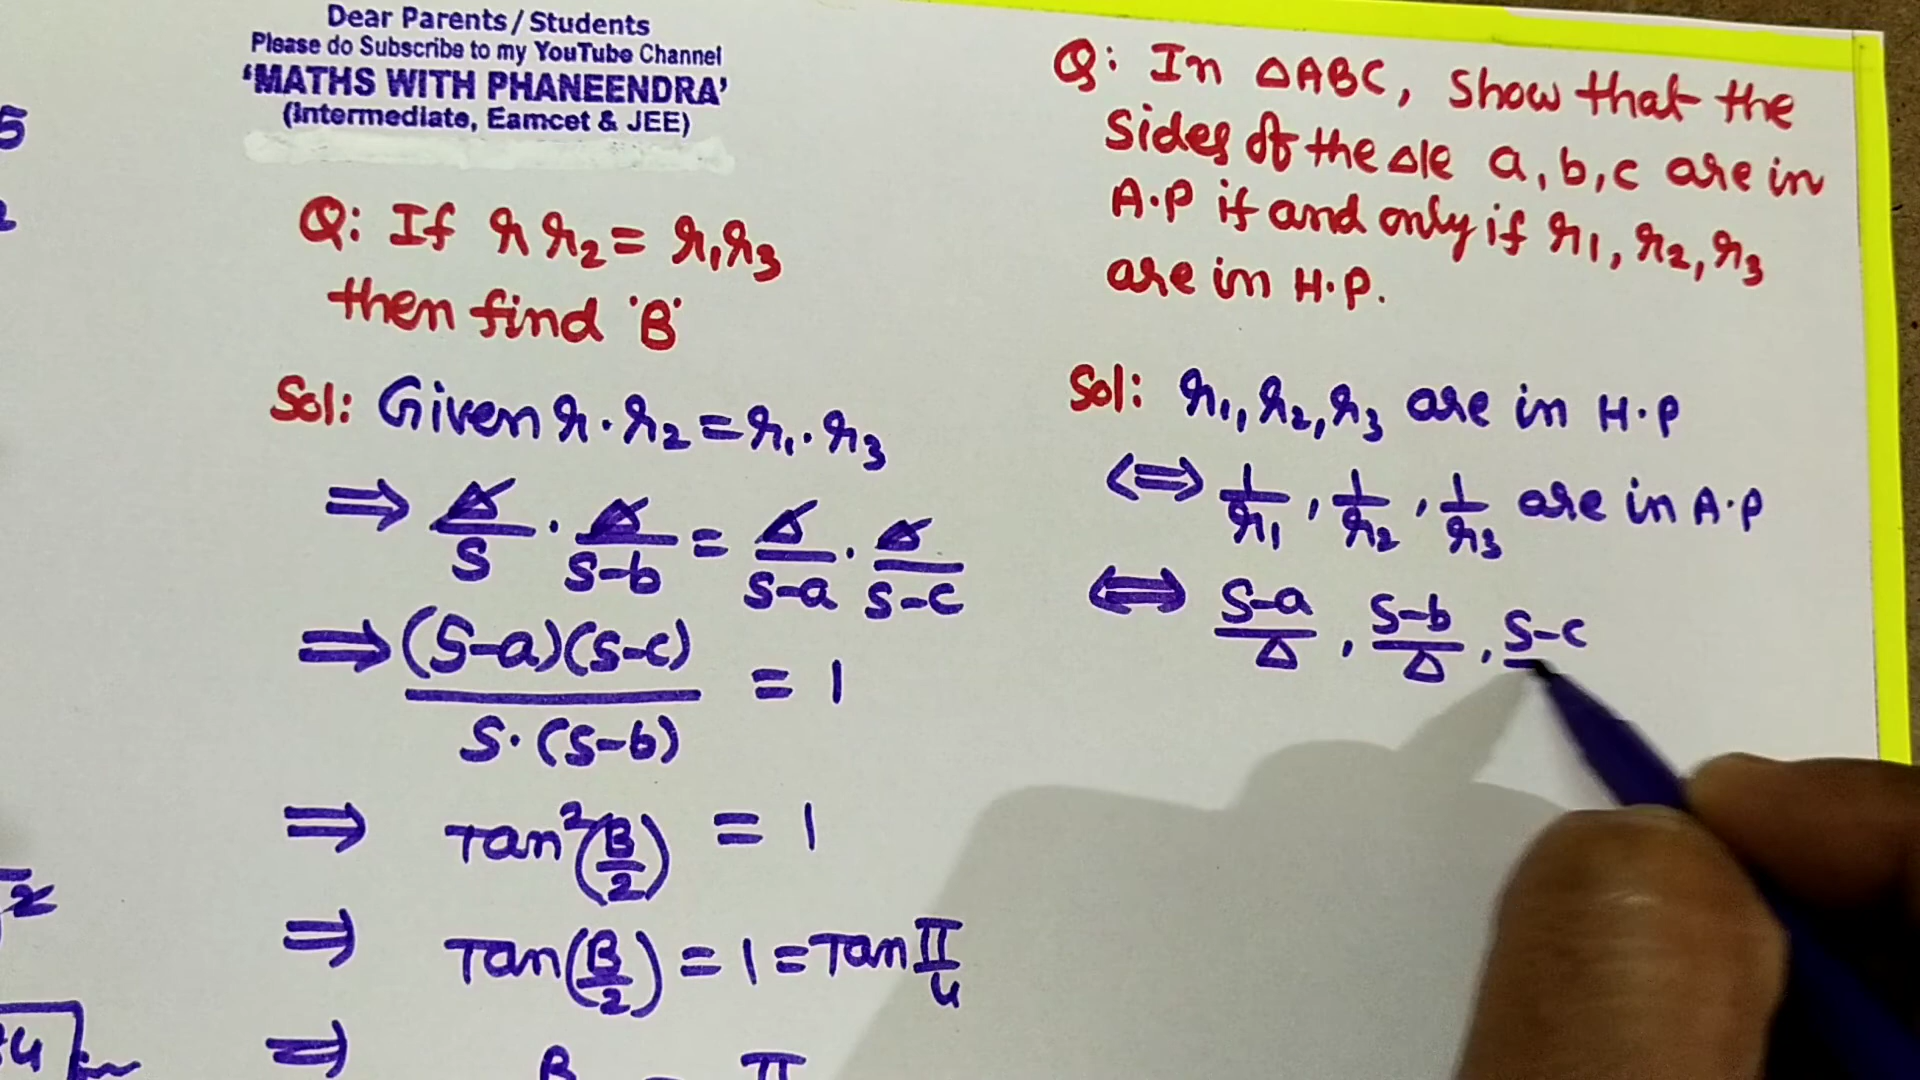 Dear Parents / Students
Please do Subscribe to my YouTube Channel
'MATHS WITH PHANEENDRA'
(Intermediate, Eamcet & JEE)
Q: If r r₂ = r₁r₃
then find 'B'
Sol: Given r . r₂ = r₁ . r₃
⇒ Δ/S . Δ/S-b = Δ/S-a . Δ/S-c
⇒ (S-a)(S-c)/S.(S-b) = 1
⇒ Tan²(B/2) = 1
⇒ Tan(B/2) = 1 = Tan π/4
⇒
Q: In ΔABC, Show that the
Sides of the Δle a, b, c are in
A.P if and only if r₁, r₂, r₃
are in H.P.
Sol: r₁, r₂, r₃ are in H.P
⇔ 1/r₁, 1/r₂, 1/r₃ are in A.P
⇔ S-a/Δ, S-b/Δ, S-c